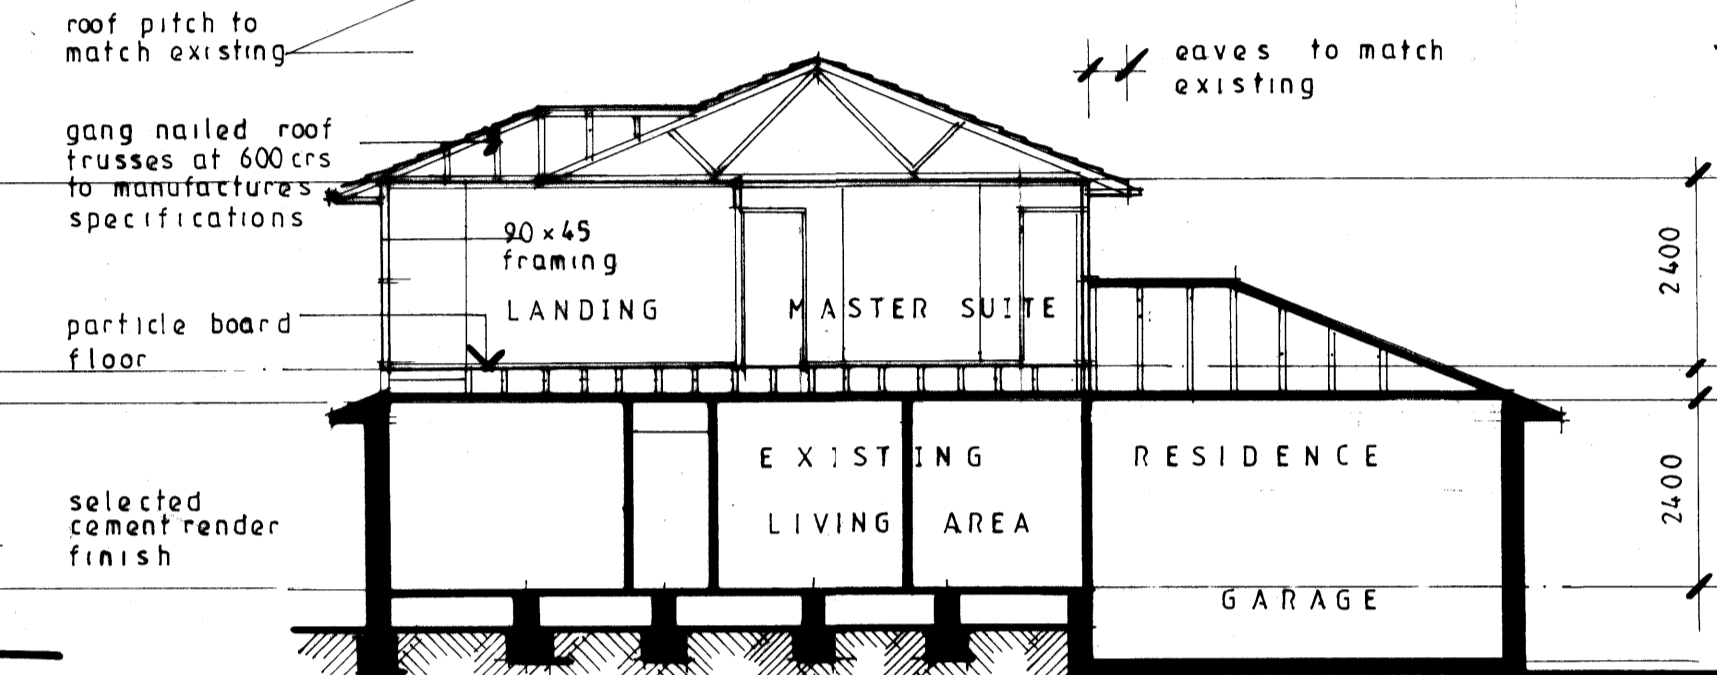 roof pitch to
match existing
eaves to match
existing
gang nailed roof
trusses at 600 crs
to manufactures
specifications
90 x 45
framing
2400
LANDING
MASTER SUITE
particle board
floor
EXISTING RESIDENCE
2400
selected
cement render
finish
LIVING AREA
GARAGE